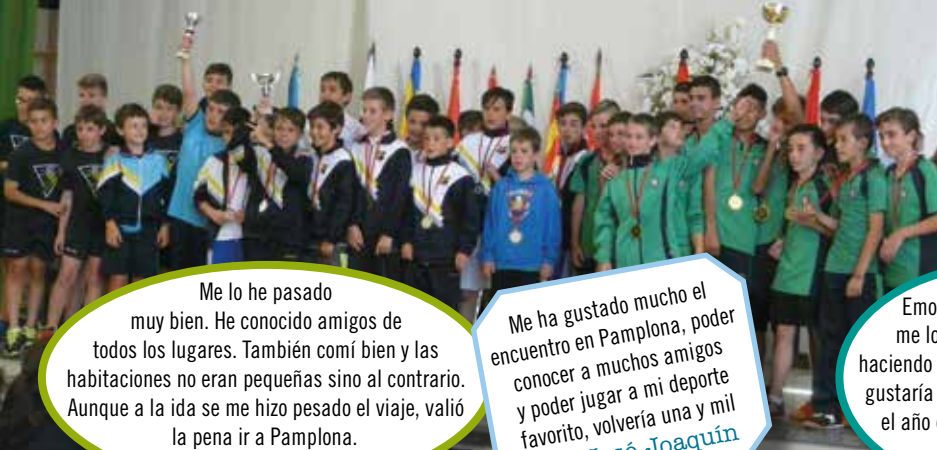 Me lo he pasado
muy bien. He conocido amigos de
todos los lugares. También comí bien y las
habitaciones no eran pequeñas sino al contrario.
Aunque a la ida se me hizo pesado el viaje, valió
la pena ir a Pamplona.
Me ha gustado mucho el
encuentro en Pamplona, poder
conocer a muchos amigos
y poder jugar a mi deporte
favorito, volvería una y mil
José Joaquín
Emo
me lo
haciendo
gustaría
el año